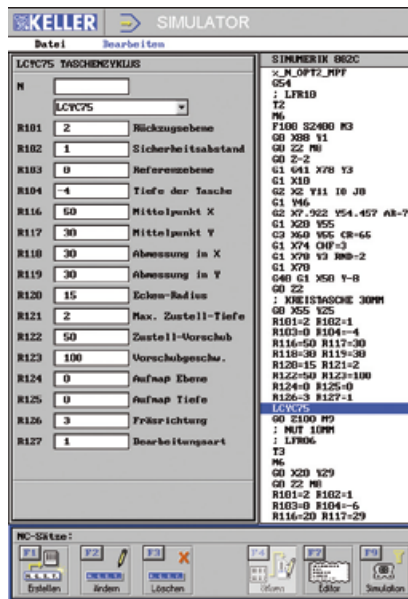 KELLER SIMULATOR
Datei Bearbeiten
LCYC75 TASCHENZYKLUS
N
LCYC75
R101 2 Rückzugsebene
R102 1 Sicherheitsabstand
R103 0 Referenzebene
R104 -4 Tiefe der Tasche
R116 50 Mittelpunkt X
R117 30 Mittelpunkt Y
R118 30 Abmessung in X
R119 30 Abmessung in Y
R120 15 Ecken-Radius
R121 2 Max. Zustell-Tiefe
R122 50 Zustell-Vorschub
R123 100 Vorschubgeschw.
R124 0 Aufmaß Ebene
R125 0 Aufmaß Tiefe
R126 3 Fräsrichtung
R127 1 Bearbeitungsart
SINUMERIK 802C
%_N_OPT2_MPF
G54
; LFR10
T2
M6
F100 S2400 M3
G0 X88 Y1
G0 Z2 M8
G0 Z-2
G1 G41 X78 Y3
G1 X10
G2 X2 Y11 I0 J8
G1 Y46
G2 X7.922 Y54.457 AR=7
G1 X20 Y55
G3 X60 Y55 CR=65
G1 X74 CHF=3
G1 X78 Y3 RND=2
G1 X70
G40 G1 X50 Y-8
G0 Z2
; KREISTASCHE 30MM
G0 X55 Y25
R101=2 R102=1
R103=0 R104=-4
R116=50 R117=30
R118=30 R119=30
R120=15 R121=2
R122=50 R123=100
R124=0 R125=0
R126=3 R127=1
LCYC75
G0 Z100 M9
; NUT 10MM
; LFR06
T3
M6
G0 X20 Y29
G0 Z2 M8
R101=2 R102=1
R103=0 R104=-6
R116=20 R117=29
NC-Sätze:
F1 F2 F3 F4 F7 F9
Erstellen Ändern Löschen Editor Simulation